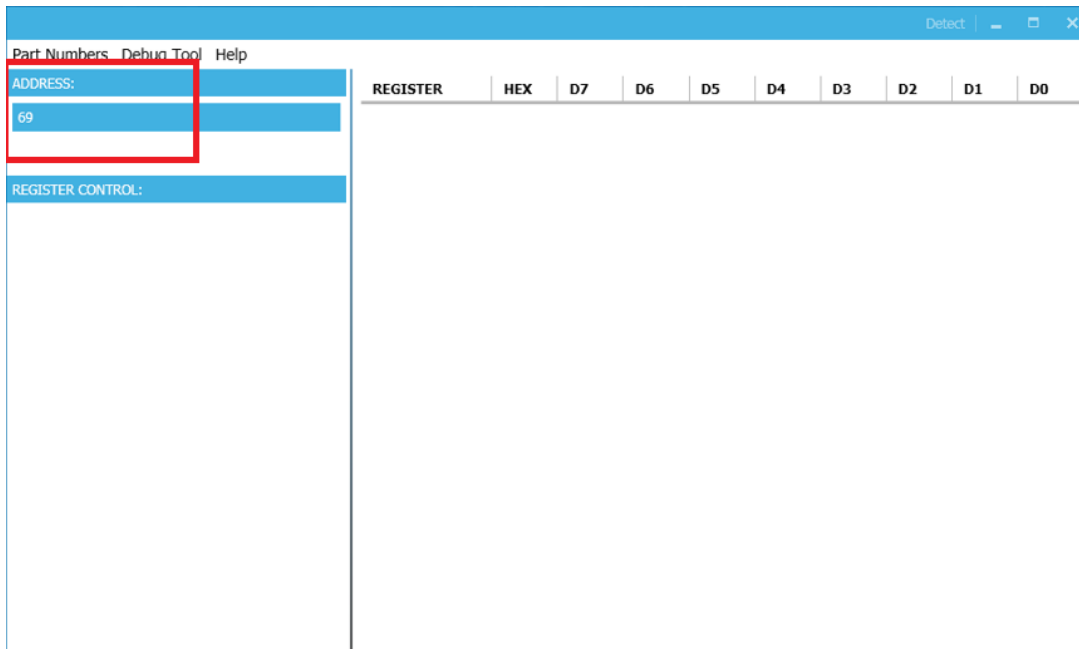 Detect
Part Numbers Debug Tool Help
ADDRESS:
69
REGISTER CONTROL:
REGISTER HEX D7 D6 D5 D4 D3 D2 D1 D0